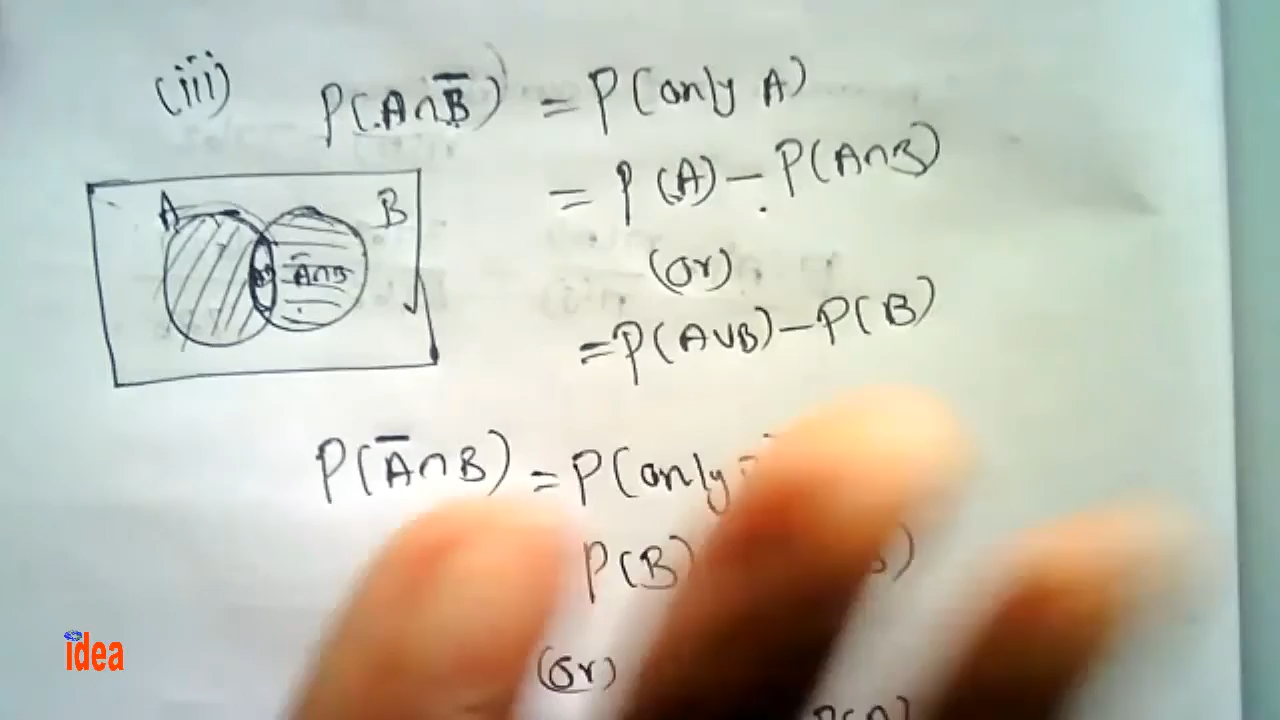 (iii) P(A∩B̅) = P(only A)
= P(A) − P(A∩B)
A B
A̅∩B
(or)
= P(A∪B) − P(B)
P(A̅∩B) = P(only
P(B)
(or)
P(A)
idea